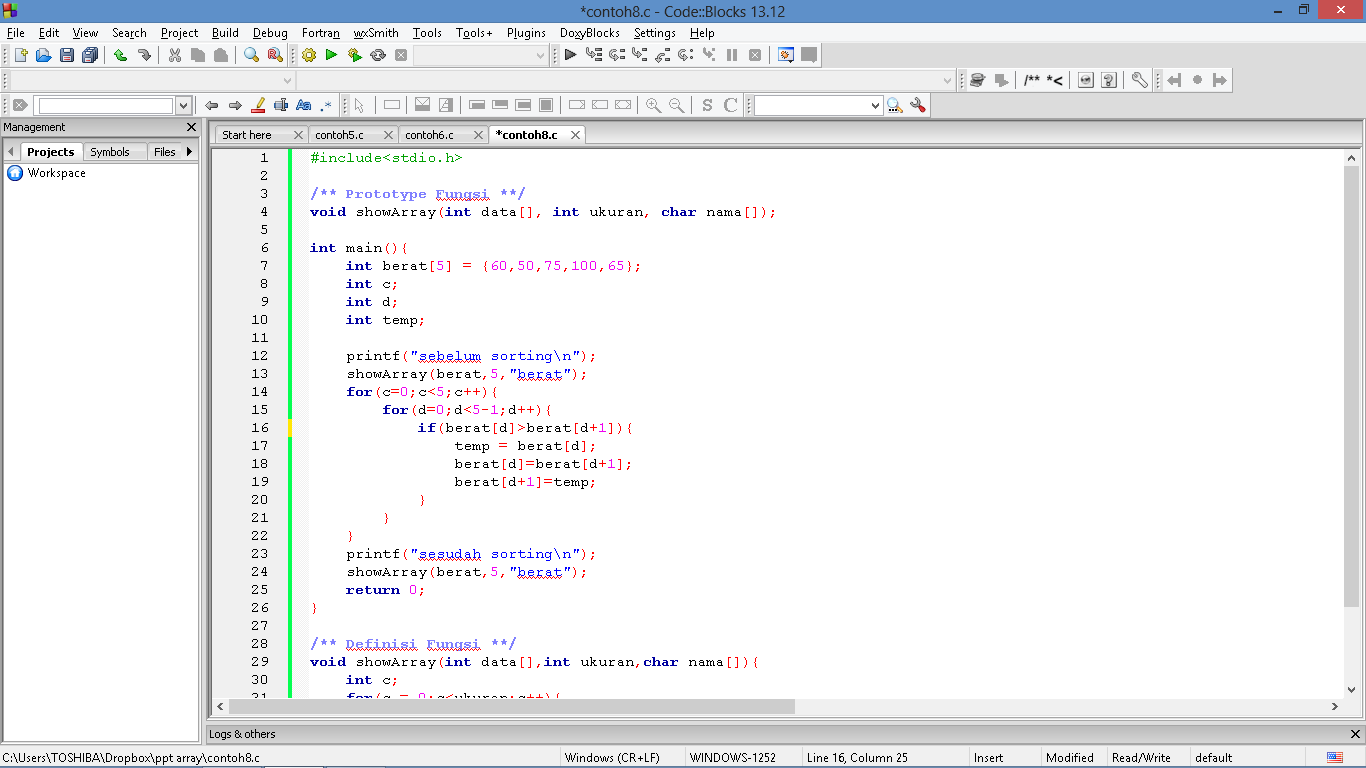 *contoh8.c - Code::Blocks 13.12
File Edit View Search Project Build Debug Fortran wxSmith Tools Tools+ Plugins DoxyBlocks Settings Help
/** *<
Aa .*
S C
Management
Projects Symbols Files
Workspace
Start here contoh5.c contoh6.c *contoh8.c
1 #include<stdio.h>
2
3 /** Prototype Fungsi **/
4 void showArray(int data[], int ukuran, char nama[]);
5
6 int main(){
7 int berat[5] = {60,50,75,100,65};
8 int c;
9 int d;
10 int temp;
11
12 printf("sebelum sorting\n");
13 showArray(berat,5,"berat");
14 for(c=0;c<5;c++){
15 for(d=0;d<5-1;d++){
16 if(berat[d]>berat[d+1]){
17 temp = berat[d];
18 berat[d]=berat[d+1];
19 berat[d+1]=temp;
20 }
21 }
22 }
23 printf("sesudah sorting\n");
24 showArray(berat,5,"berat");
25 return 0;
26 }
27
28 /** Definisi Fungsi **/
29 void showArray(int data[],int ukuran,char nama[]){
30 int c;
31 for(c = 0;c<ukuran;c++){
Logs & others
C:\Users\TOSHIBA\Dropbox\ppt array\contoh8.c Windows (CR+LF) WINDOWS-1252 Line 16, Column 25 Insert Modified Read/Write default